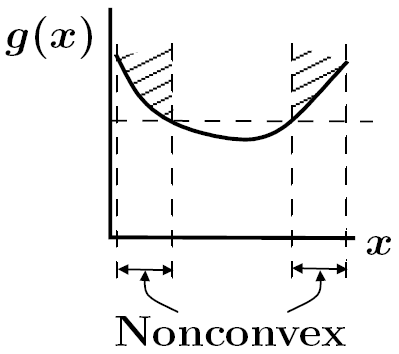 g(x)
x
Nonconvex